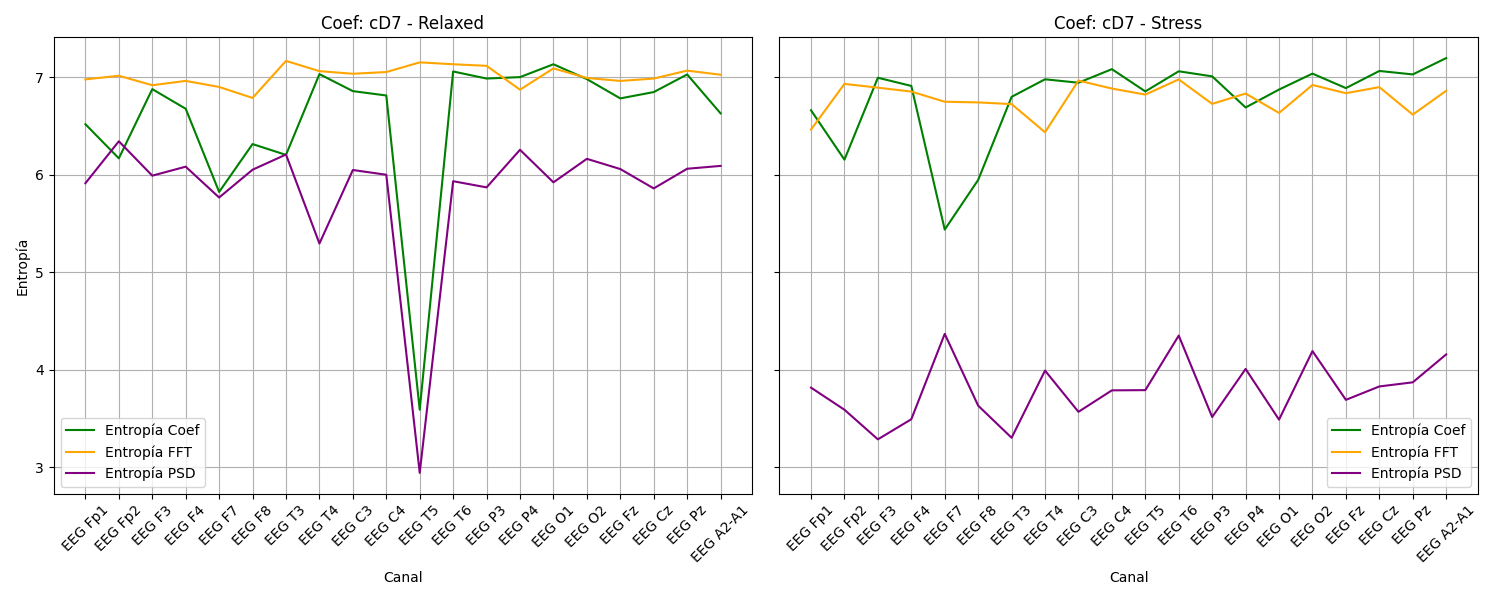 Coef: cD7 - Relaxed
Entropía
7
6
5
4
3
Entropía Coef
Entropía FFT
Entropía PSD
EEG Fp1
EEG Fp2
EEG F3
EEG F4
EEG F7
EEG F8
EEG T3
EEG T4
EEG C3
EEG C4
EEG T5
EEG T6
EEG P3
EEG P4
EEG O1
EEG O2
EEG Fz
EEG Cz
EEG Pz
EEG A2-A1
Canal
Coef: cD7 - Stress
Entropía Coef
Entropía FFT
Entropía PSD
EEG Fp1
EEG Fp2
EEG F3
EEG F4
EEG F7
EEG F8
EEG T3
EEG T4
EEG C3
EEG C4
EEG T5
EEG T6
EEG P3
EEG P4
EEG O1
EEG O2
EEG Fz
EEG Cz
EEG Pz
EEG A2-A1
Canal